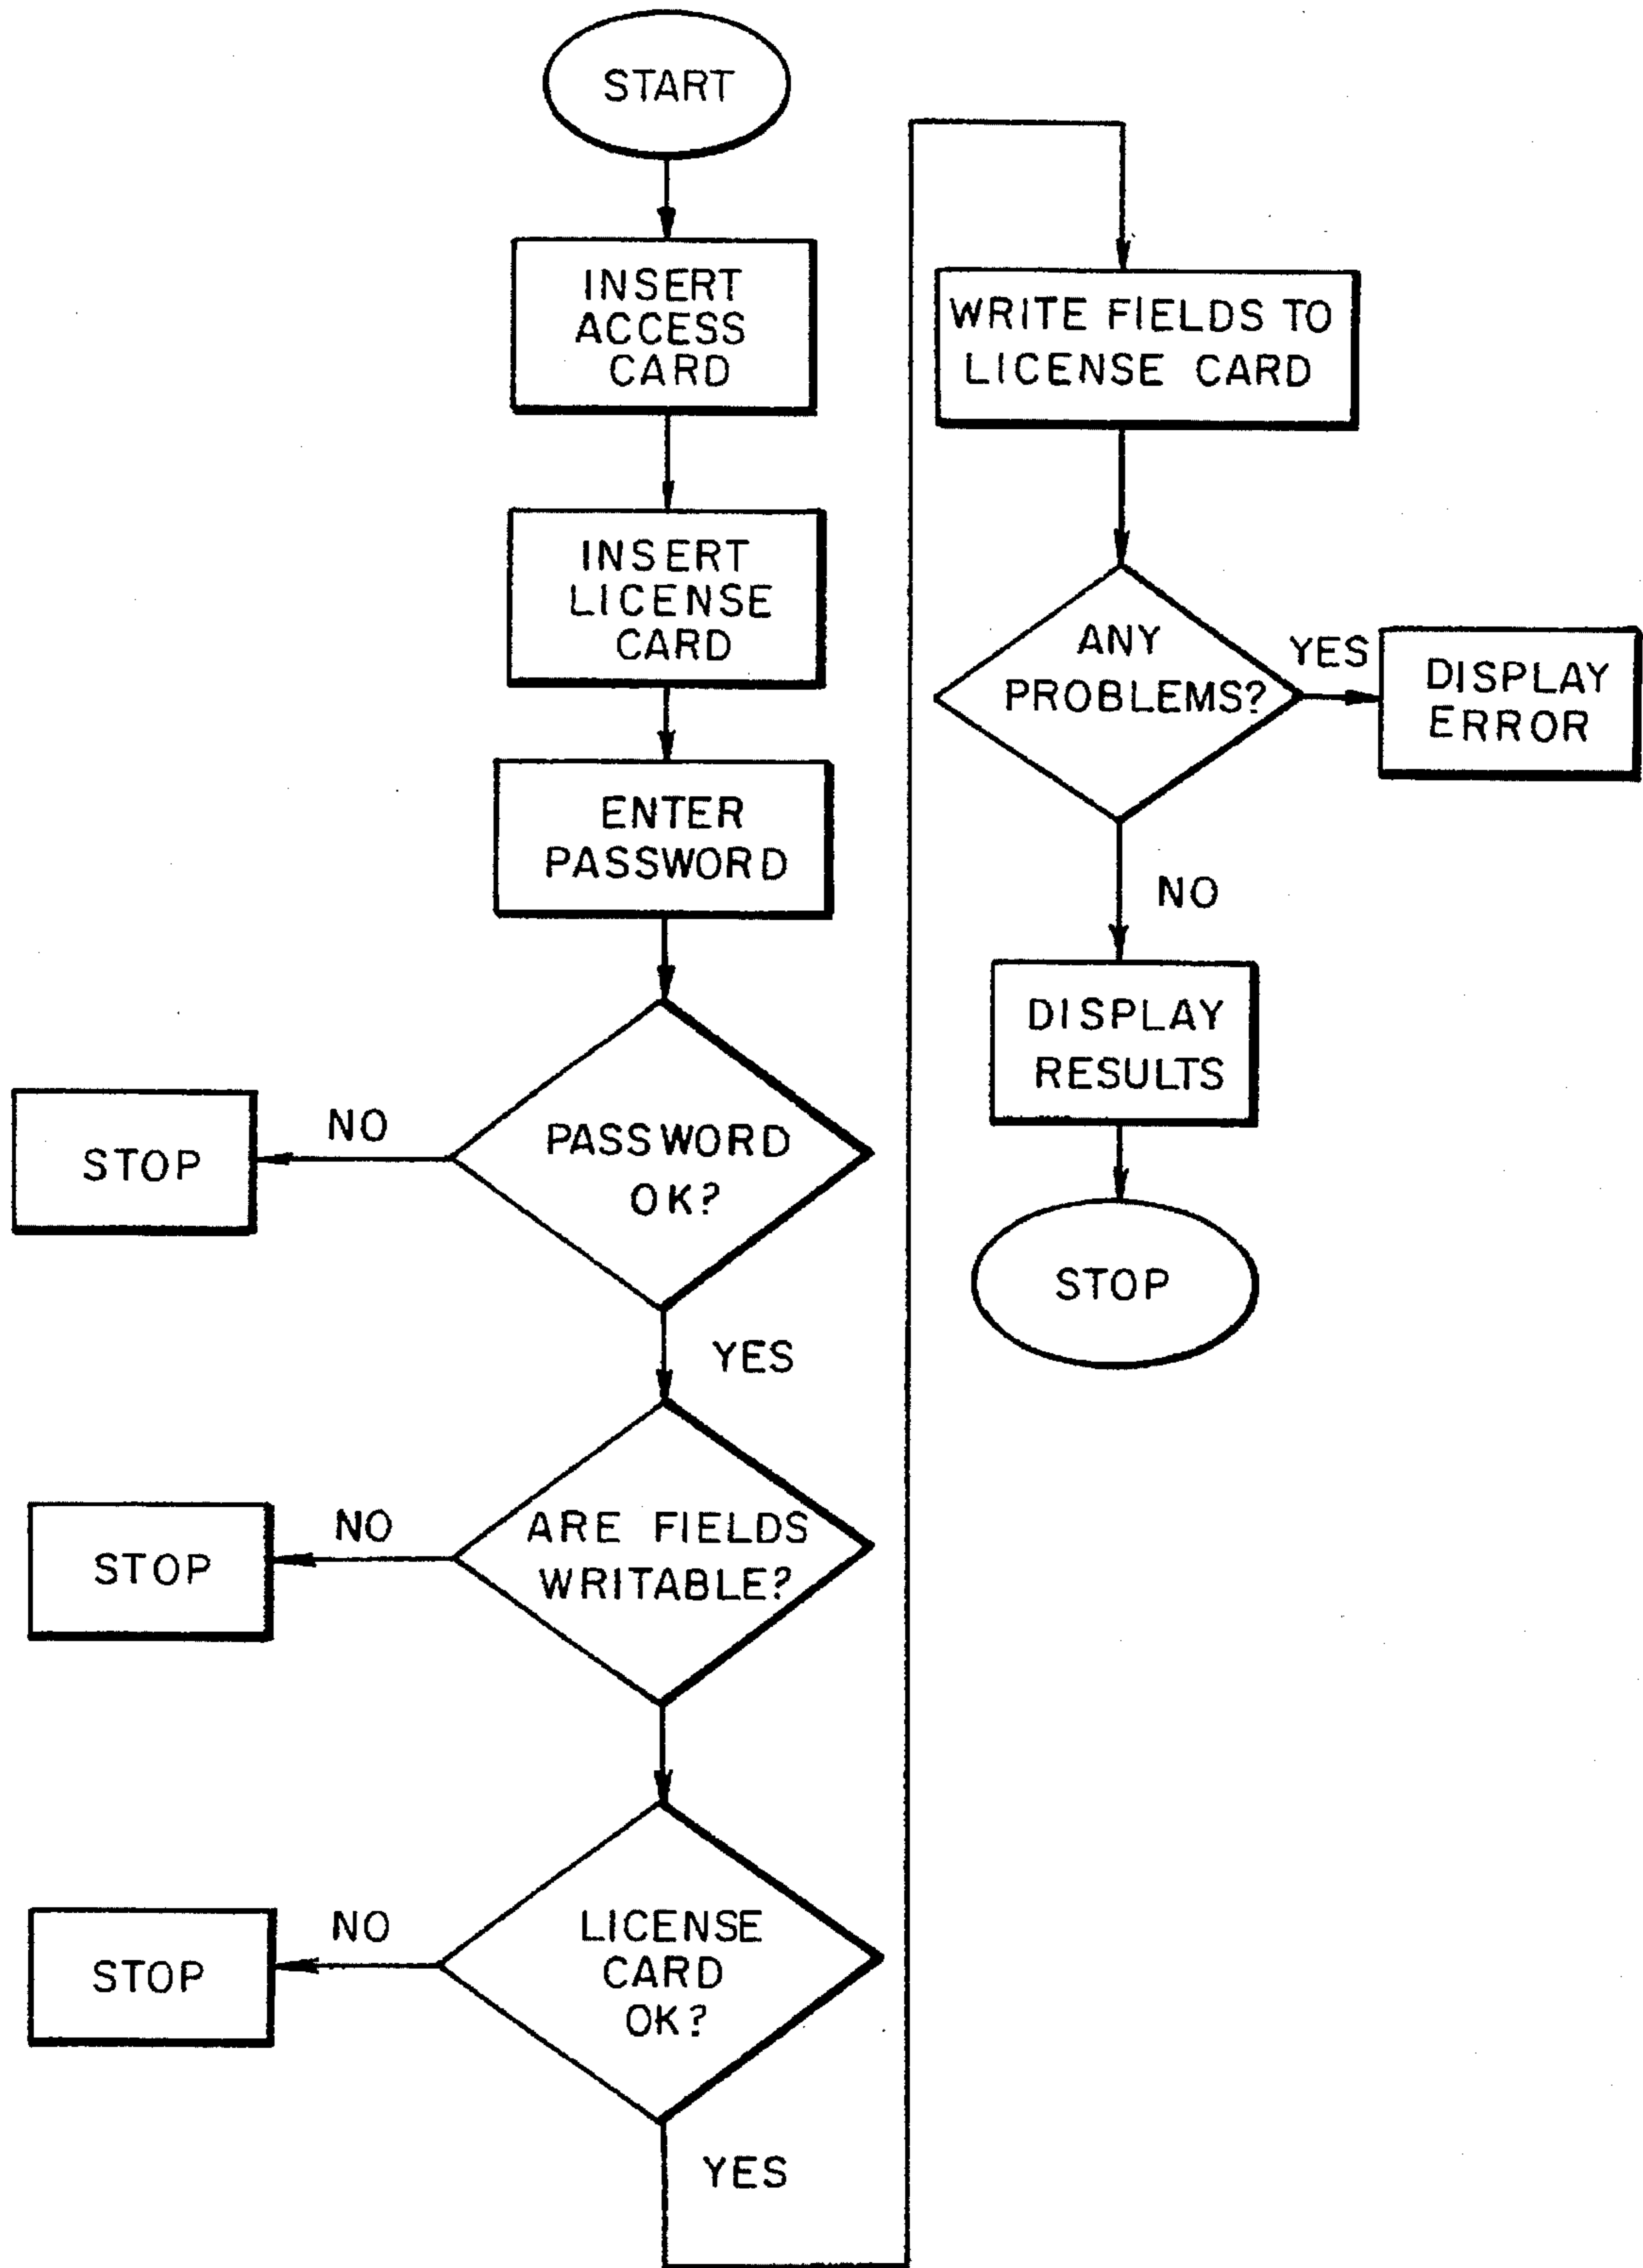 START
INSERT
ACCESS
CARD
INSERT
LICENSE
CARD
ENTER
PASSWORD
PASSWORD
OK?
NO
STOP
YES
ARE FIELDS
WRITABLE?
NO
STOP
LICENSE
CARD
OK?
NO
STOP
YES
WRITE FIELDS TO
LICENSE CARD
ANY
PROBLEMS?
YES
DISPLAY
ERROR
NO
DISPLAY
RESULTS
STOP